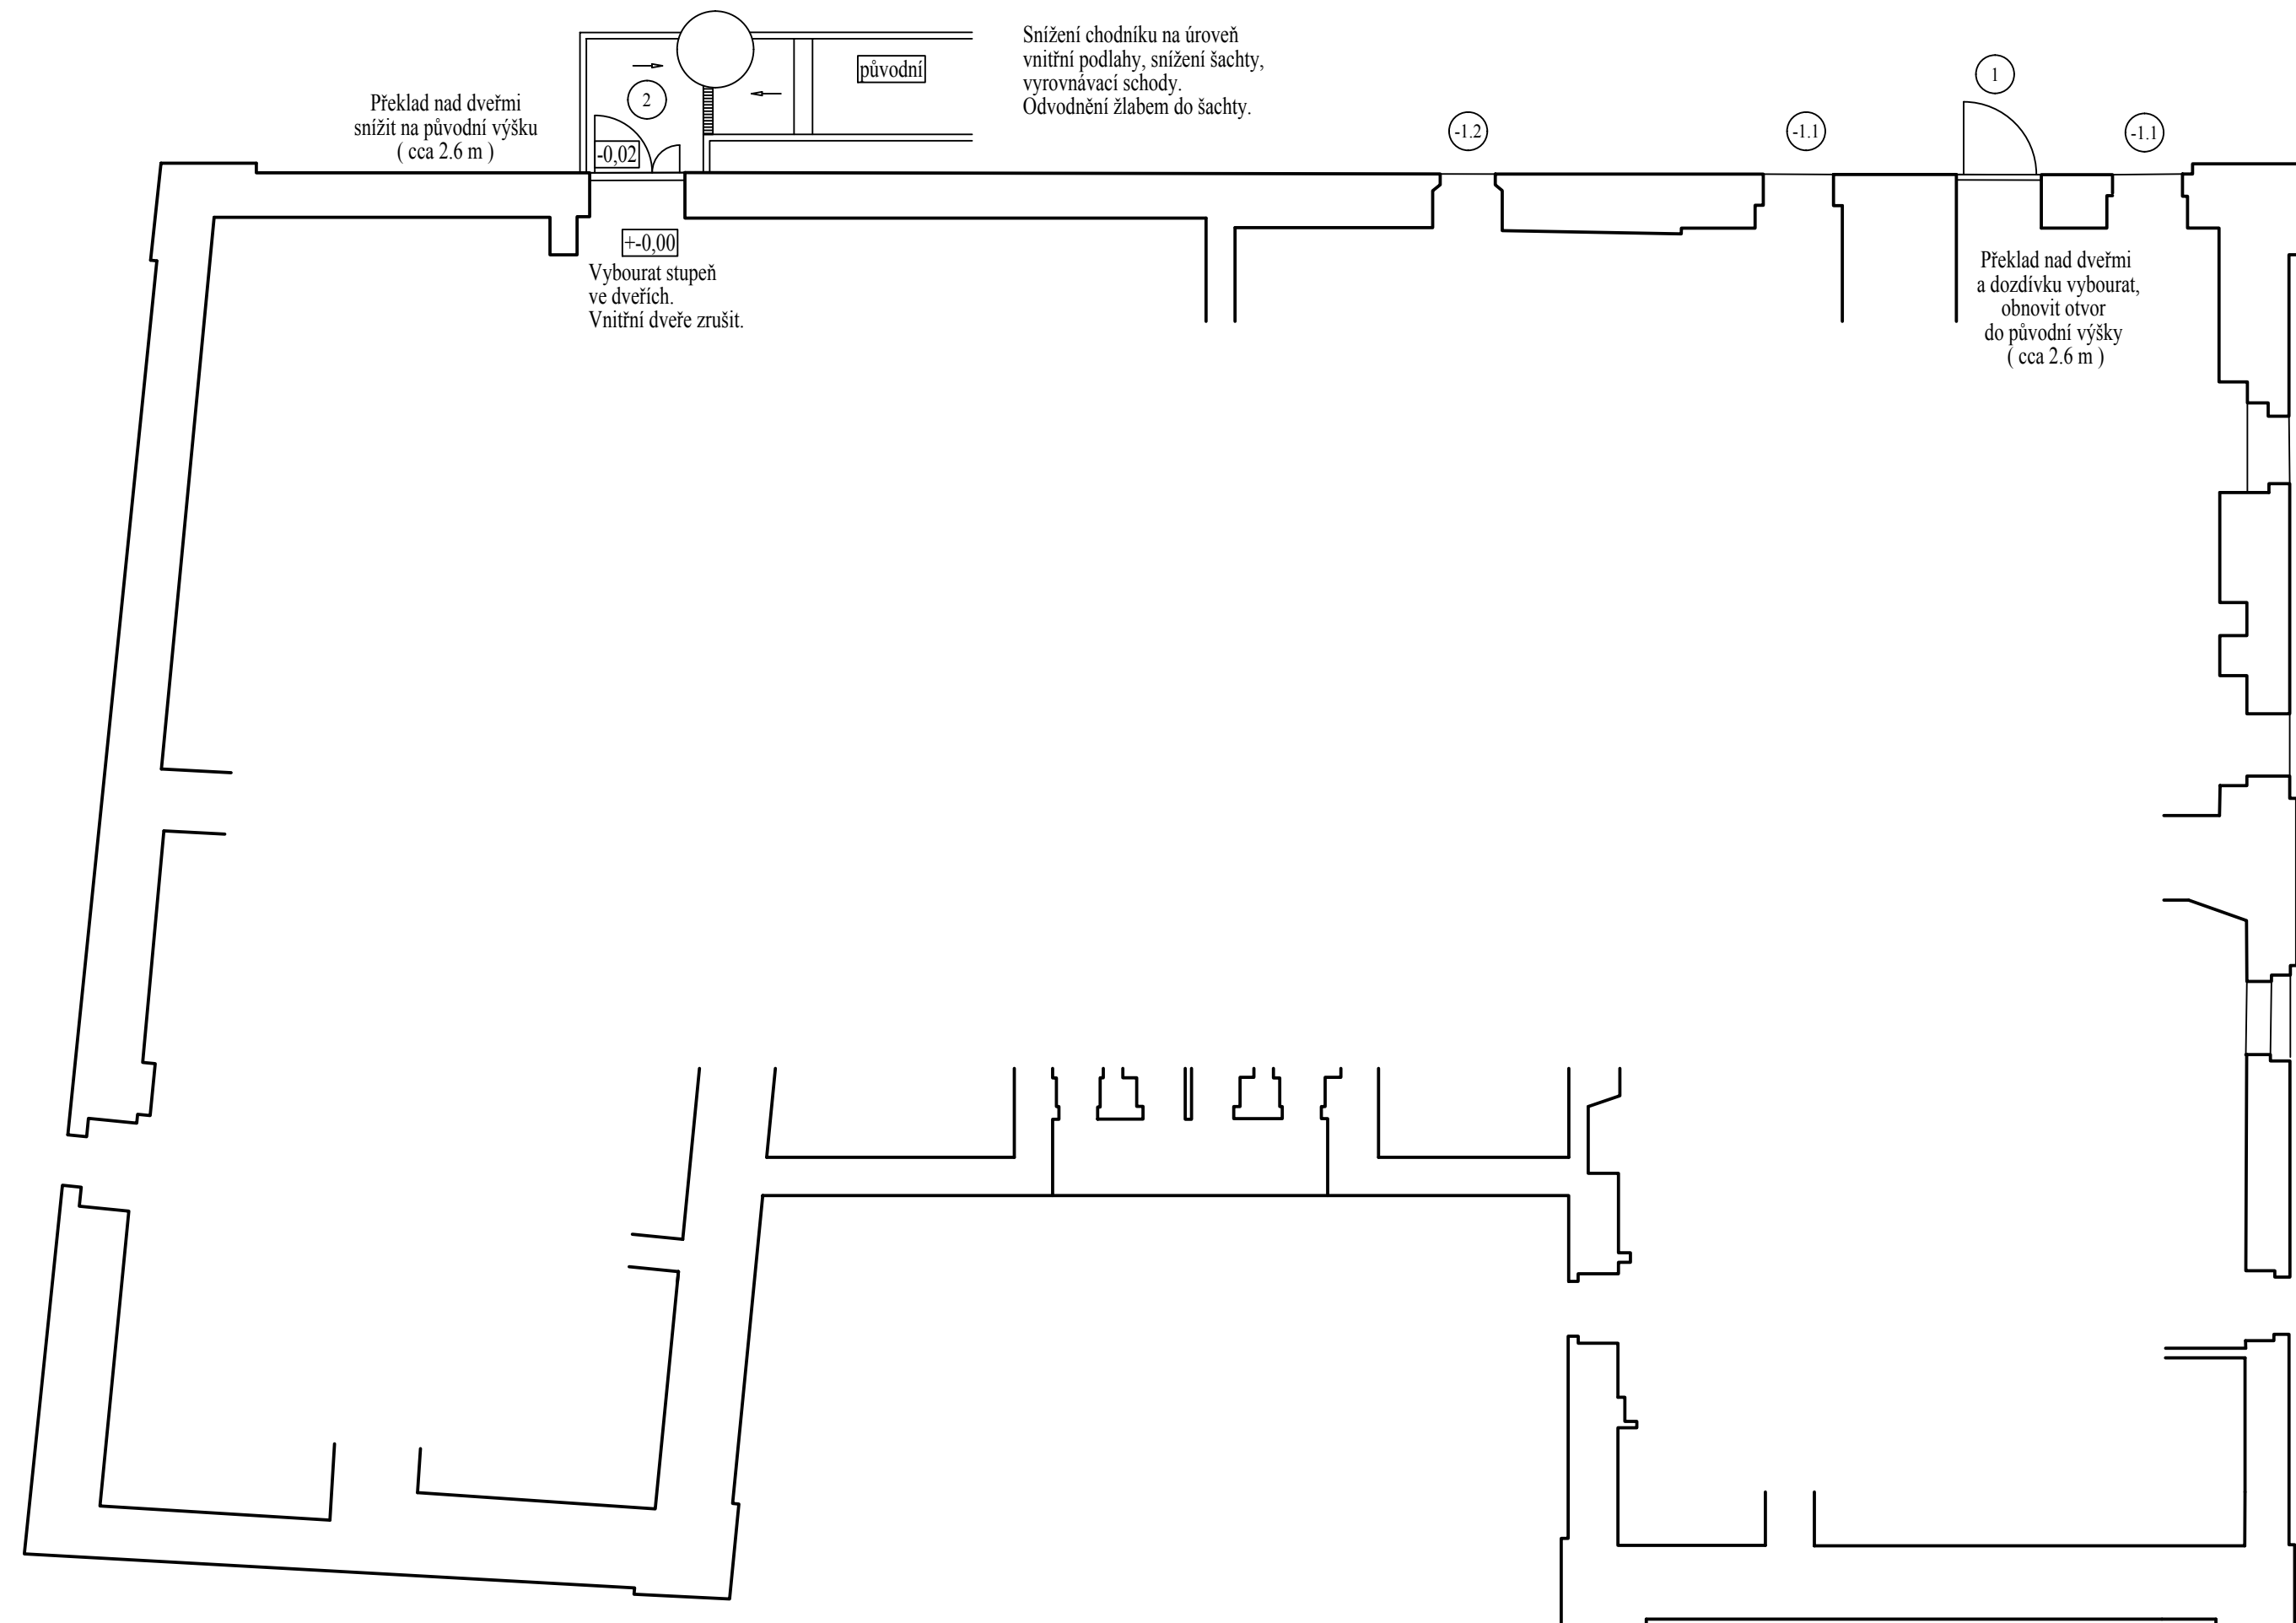 Snížení chodníku na úroveň
vnitřní podlahy, snížení šachty,
vyrovnávací schody.
Odvodnění žlabem do šachty.
původní
1
2
Překlad nad dveřmi
snížit na původní výšku
( cca 2.6 m )
-1.2
-1.1
-1.1
-0,02
+-0,00
Vybourat stupeň
ve dveřích.
Vnitřní dveře zrušit.
Překlad nad dveřmi
a dozdívku vybourat,
obnovit otvor
do původní výšky
( cca 2.6 m )